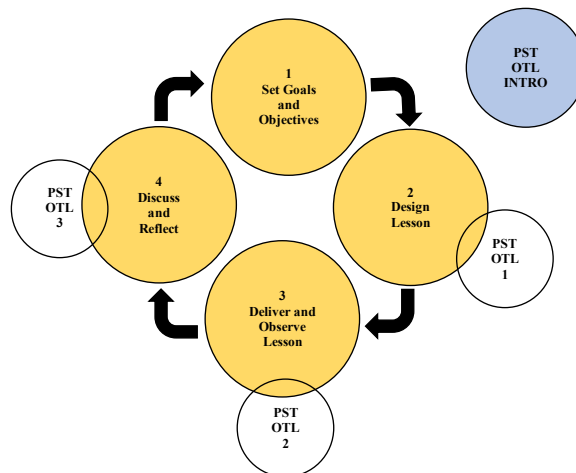 1
Set Goals
and
Objectives
PST
OTL
INTRO
2
Design
Lesson
PST
OTL
1
3
Deliver and
Observe
Lesson
PST
OTL
2
4
Discuss
and
Reflect
PST
OTL
3